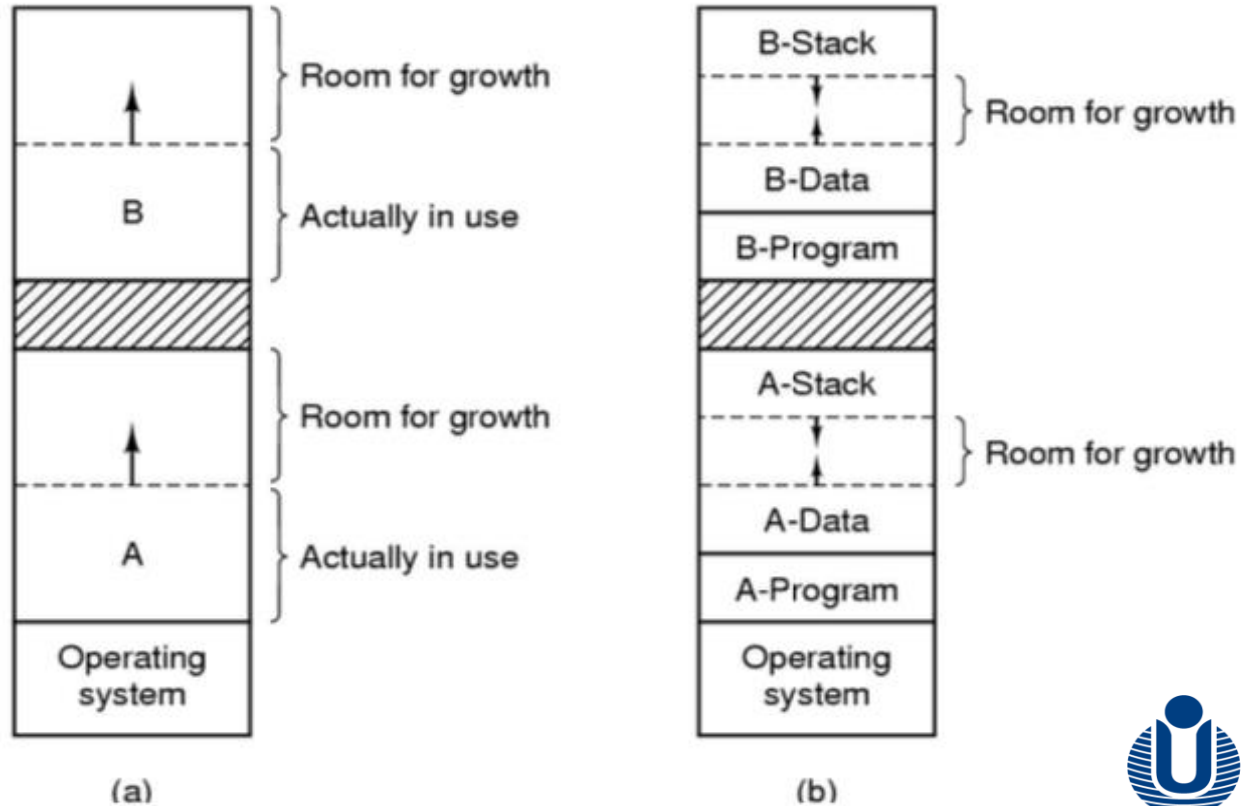 Room for growth
B
Actually in use
Room for growth
A
Actually in use
Operating
system
(a)
B-Stack
Room for growth
B-Data
B-Program
A-Stack
Room for growth
A-Data
A-Program
Operating
system
(b)